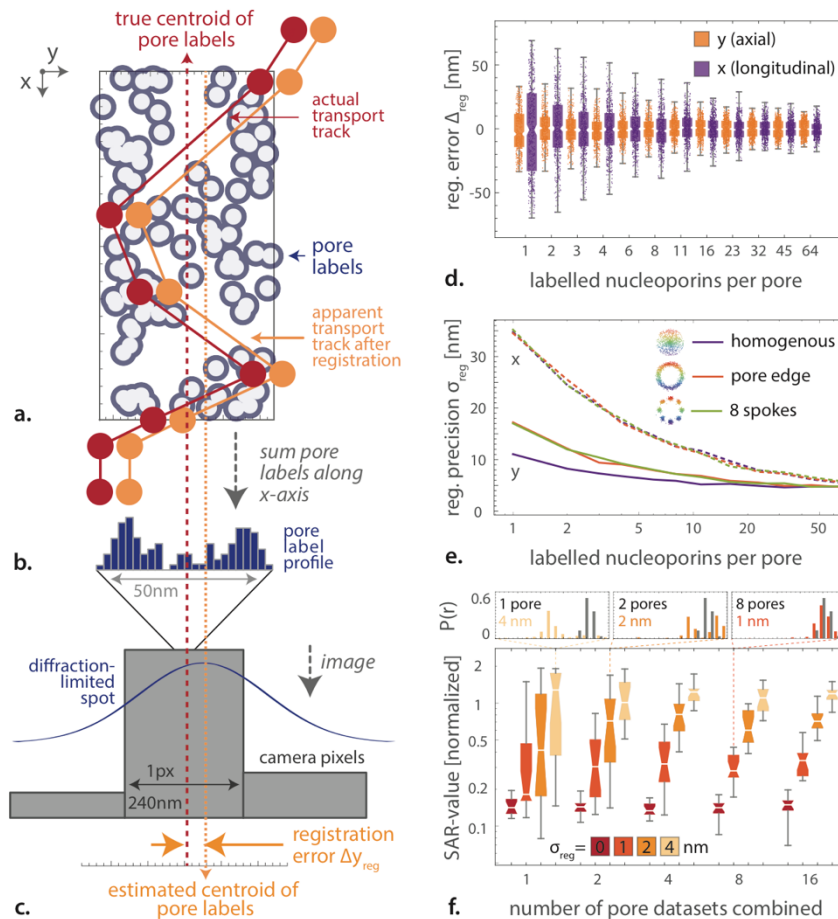 true centroid of
pore labels
y
x
actual
transport
track
pore
labels
apparent
transport
track after
registration
a.
sum pore
labels along
x-axis
b.
pore
label
profile
50nm
diffraction-
limited
spot
image
camera pixels
1px
240nm
registration
error Δyreg
c.
estimated centroid of
pore labels
y (axial)
x (longitudinal)
reg. error Δreg [nm]
50
0
-50
1 2 3 4 6 8 11 16 23 32 45 64
d.
labelled nucleoporins per pore
reg. precision σreg [nm]
30
20
10
0
x
y
homogenous
pore edge
8 spokes
1 2 5 10 20 50
e.
labelled nucleoporins per pore
P(r)
0.6
0
1 pore
4 nm
2 pores
2 nm
8 pores
1 nm
SAR-value [normalized]
2
1
0.5
0.2
0.1
σreg= 0 1 2 4 nm
1 2 4 8 16
f.
number of pore datasets combined